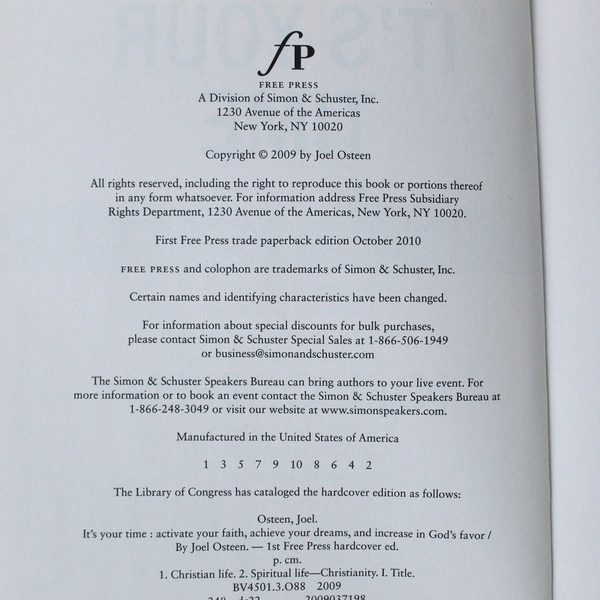 IT'S YOUR
fP
FREE PRESS
A Division of Simon & Schuster, Inc.
1230 Avenue of the Americas
New York, NY 10020
Copyright © 2009 by Joel Osteen
All rights reserved, including the right to reproduce this book or portions thereof
in any form whatsoever. For information address Free Press Subsidiary
Rights Department, 1230 Avenue of the Americas, New York, NY 10020.
First Free Press trade paperback edition October 2010
FREE PRESS and colophon are trademarks of Simon & Schuster, Inc.
Certain names and identifying characteristics have been changed.
For information about special discounts for bulk purchases,
please contact Simon & Schuster Special Sales at 1-866-506-1949
or business@simonandschuster.com
The Simon & Schuster Speakers Bureau can bring authors to your live event. For
more information or to book an event contact the Simon & Schuster Speakers Bureau at
1-866-248-3049 or visit our website at www.simonspeakers.com.
Manufactured in the United States of America
1 3 5 7 9 10 8 6 4 2
The Library of Congress has cataloged the hardcover edition as follows:
Osteen, Joel.
It's your time : activate your faith, achieve your dreams, and increase in God's favor /
By Joel Osteen. — 1st Free Press hardcover ed.
p. cm.
1. Christian life. 2. Spiritual life—Christianity. I. Title.
BV4501.3.O88 2009
248—dc22 2009037198